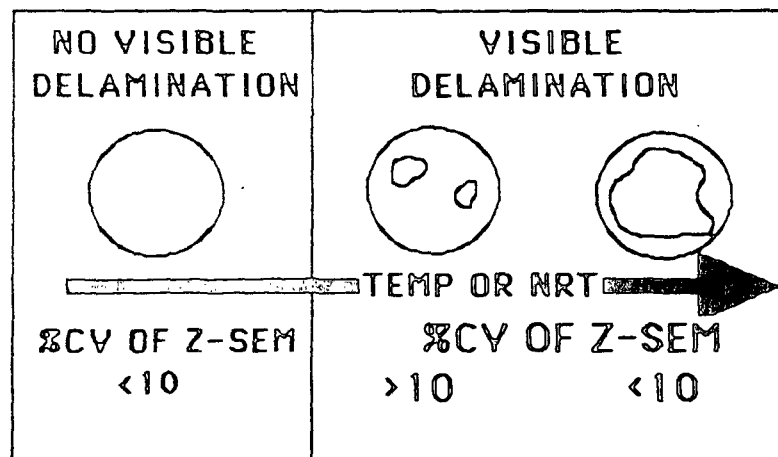 NO VISIBLE
DELAMINATION
VISIBLE
DELAMINATION
TEMP OR NRT
%CV OF Z-SEM
<10
%CV OF Z-SEM
>10 <10